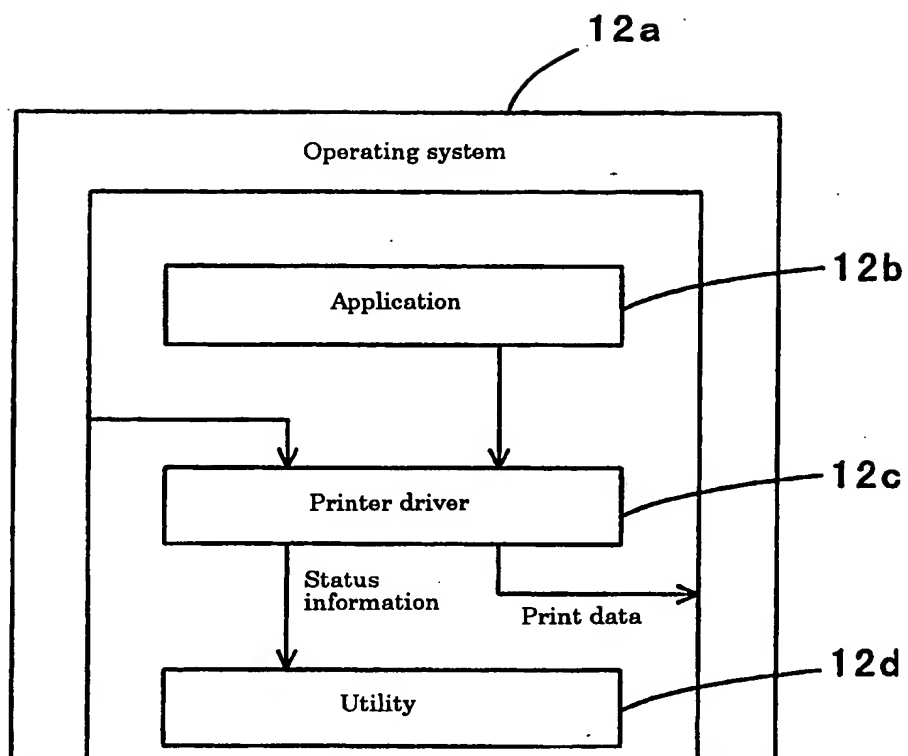 12a
Operating system
12b
Application
12c
Printer driver
Status
information
Print data
12d
Utility